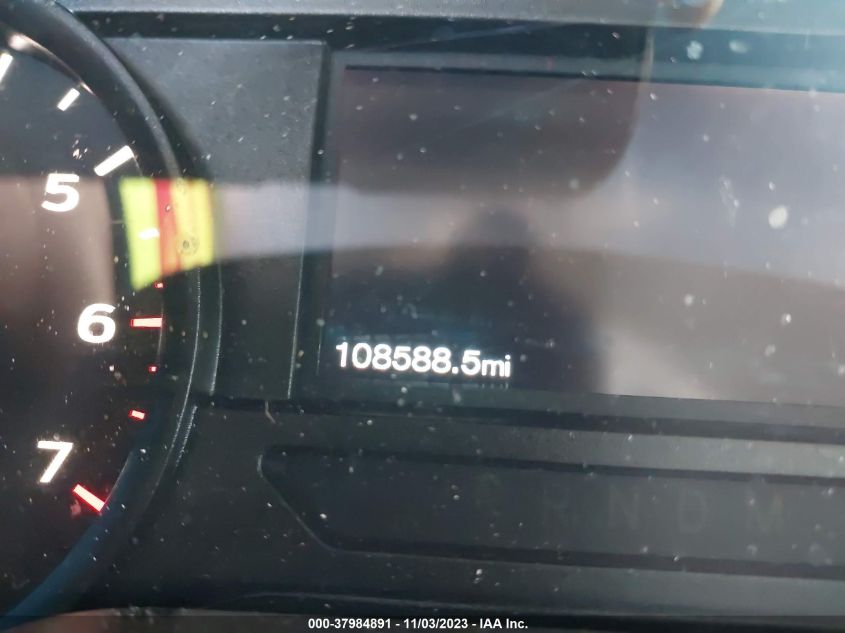 5
6
7
108588.5mi
R N D M
000-37984891 - 11/03/2023 - IAA Inc.